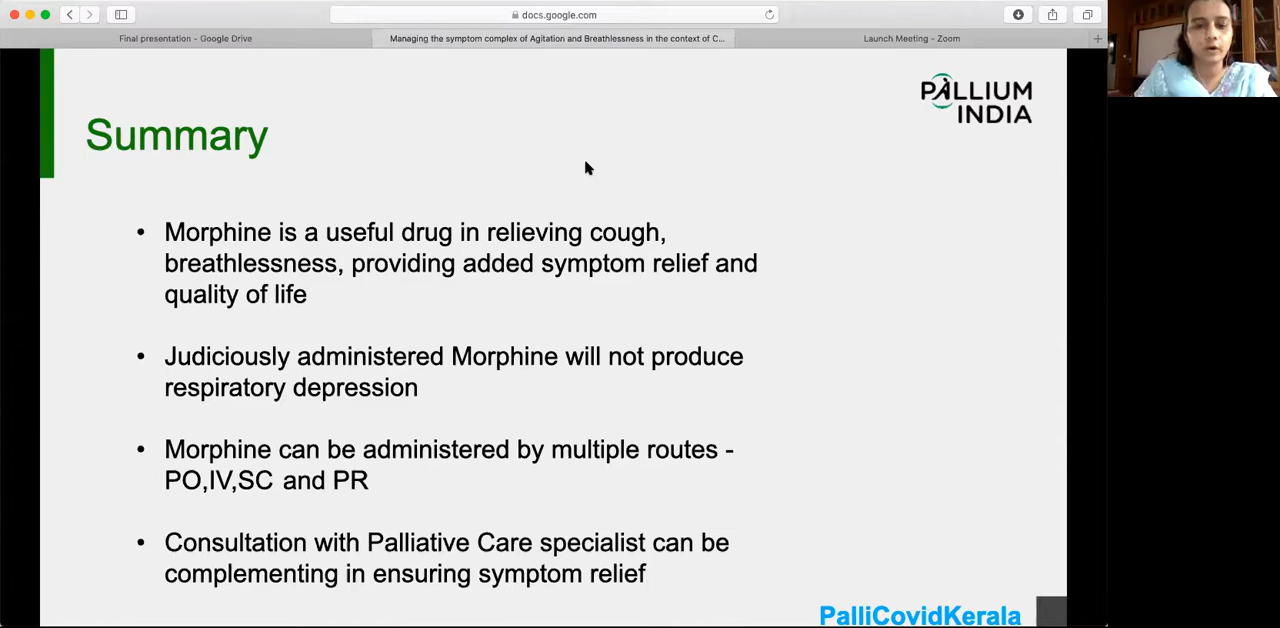 docs.google.com
Final presentation - Google Drive
Managing the symptom complex of Agitation and Breathlessness in the context of C...
Launch Meeting - Zoom
PALLIUM
INDIA
Summary
• Morphine is a useful drug in relieving cough,
breathlessness, providing added symptom relief and
quality of life
• Judiciously administered Morphine will not produce
respiratory depression
• Morphine can be administered by multiple routes -
PO,IV,SC and PR
• Consultation with Palliative Care specialist can be
complementing in ensuring symptom relief
PalliCovidKerala